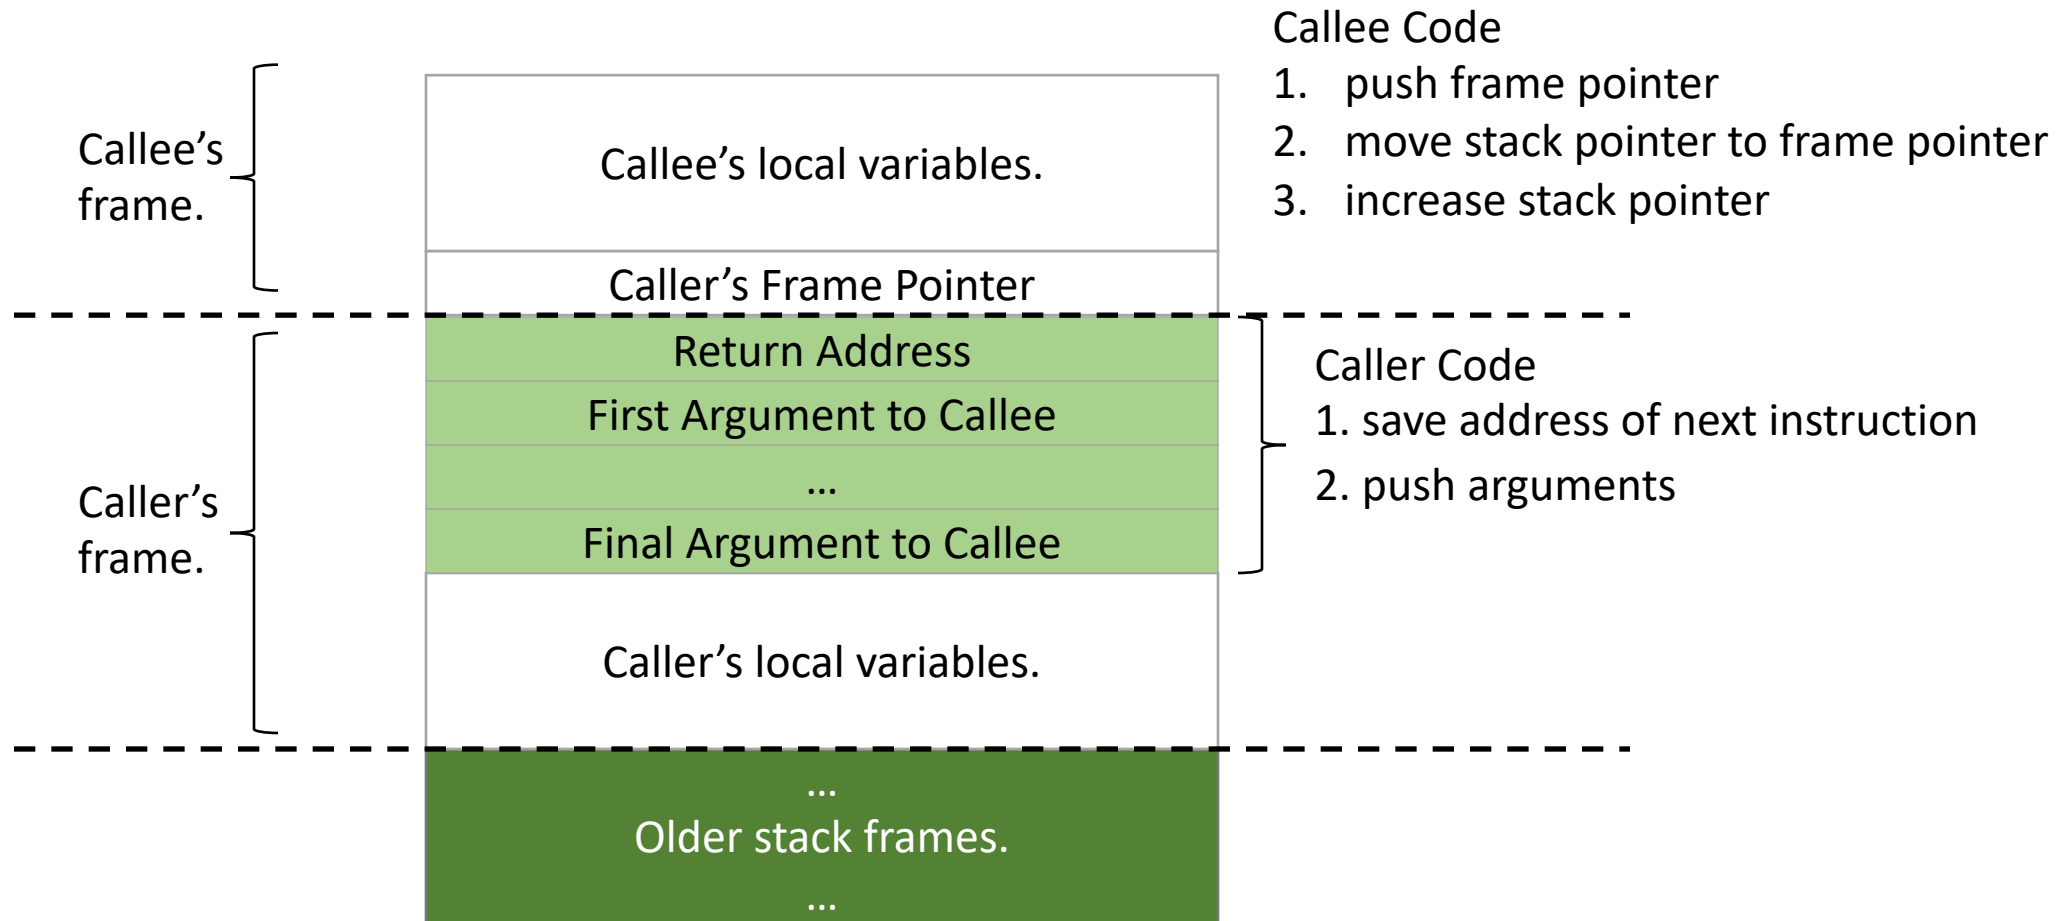 Callee Code
1. push frame pointer
2. move stack pointer to frame pointer
3. increase stack pointer
Callee’s
frame.
Callee’s local variables.
Caller’s Frame Pointer
Return Address
First Argument to Callee
...
Final Argument to Callee
Caller Code
1. save address of next instruction
2. push arguments
Caller’s
frame.
Caller’s local variables.
...
Older stack frames.
...